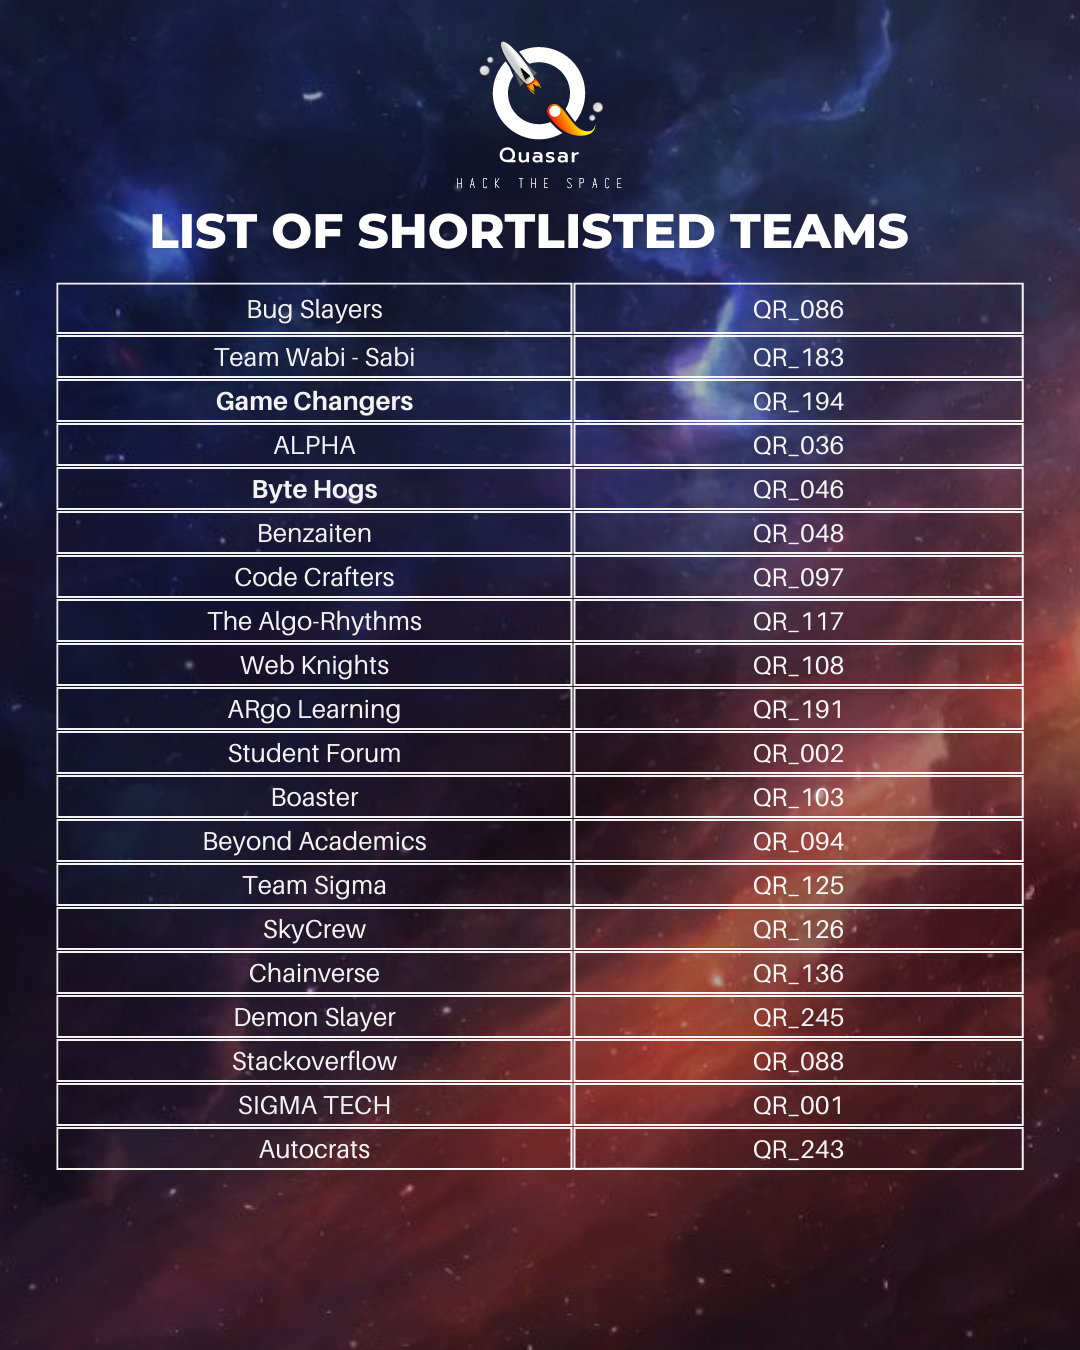 Quasar
HACK THE SPACE
LIST OF SHORTLISTED TEAMS
Bug Slayers QR_086
Team Wabi - Sabi QR_183
Game Changers QR_194
ALPHA QR_036
Byte Hogs QR_046
Benzaiten QR_048
Code Crafters QR_097
The Algo-Rhythms QR_117
Web Knights QR_108
ARgo Learning QR_191
Student Forum QR_002
Boaster QR_103
Beyond Academics QR_094
Team Sigma QR_125
SkyCrew QR_126
Chainverse QR_136
Demon Slayer QR_245
Stackoverflow QR_088
SIGMA TECH QR_001
Autocrats QR_243